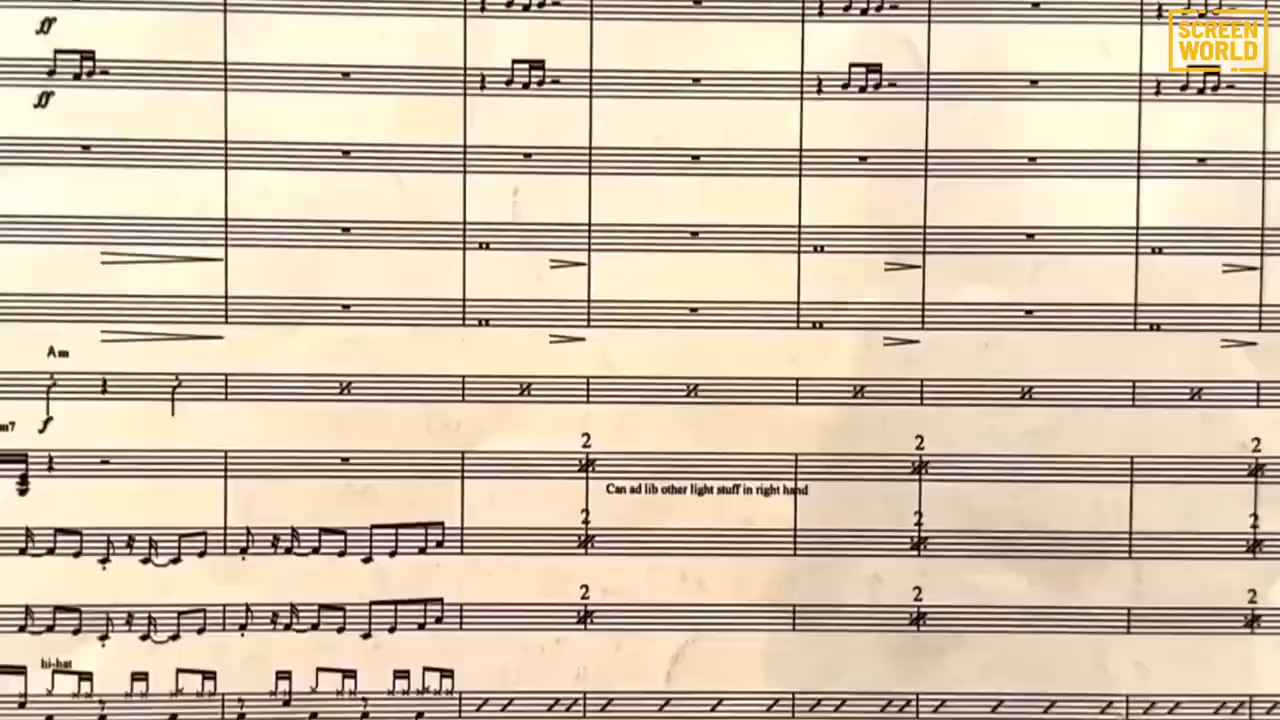 SCREEN
WORLD
ff
ff
Am
f
m7
2 2 2
Can ad lib other light stuff in right hand
2 2 2
2 2 2
hi-hat